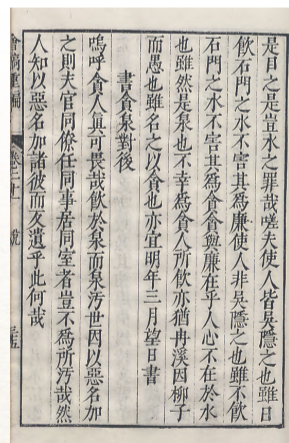 是目之是豈水之罪哉嗟夫使人皆吳隱之也雖日
飲石門之水不害其爲廉使人非吳隱之也雖不飲
石門之水不害其爲貪貪與廉在乎人心不在於水
也雖然是泉也不幸爲貪人所飲亦猶冉溪因柳子
而愚也雖名之以貪也亦宜明年三月望日書
書貪泉對後
嗚呼貪人眞可畏哉飲於泉而泉汚世因以惡名加
之則夫官同僚任同事居同室者豈不爲所汚哉然
人知以惡名加諸彼而反遺乎此何哉